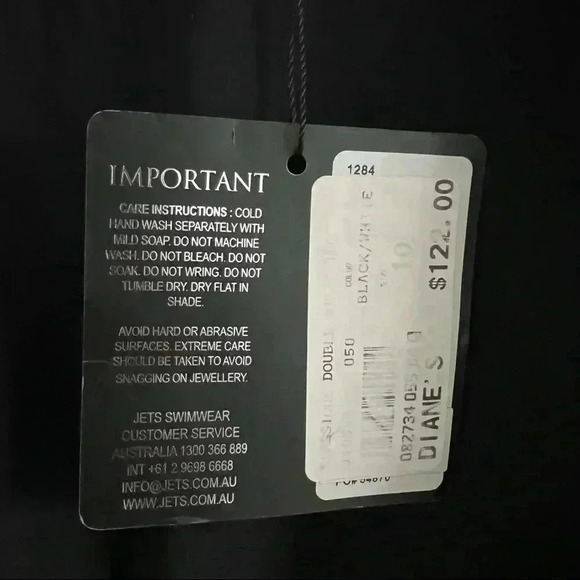 IMPORTANT
CARE INSTRUCTIONS : COLD
HAND WASH SEPARATELY WITH
MILD SOAP. DO NOT MACHINE
WASH. DO NOT BLEACH. DO NOT
SOAK. DO NOT WRING. DO NOT
TUMBLE DRY. DRY FLAT IN
SHADE.
AVOID HARD OR ABRASIVE
SURFACES. EXTREME CARE
SHOULD BE TAKEN TO AVOID
SNAGGING ON JEWELLERY.
JETS SWIMWEAR
CUSTOMER SERVICE
AUSTRALIA 1300 366 889
INT +61 2 9698 6668
INFO@JETS.COM.AU
WWW.JETS.COM.AU
1284
DOUBLE
050
COLOR
BLACK/WHITE
082734
DIANE'S